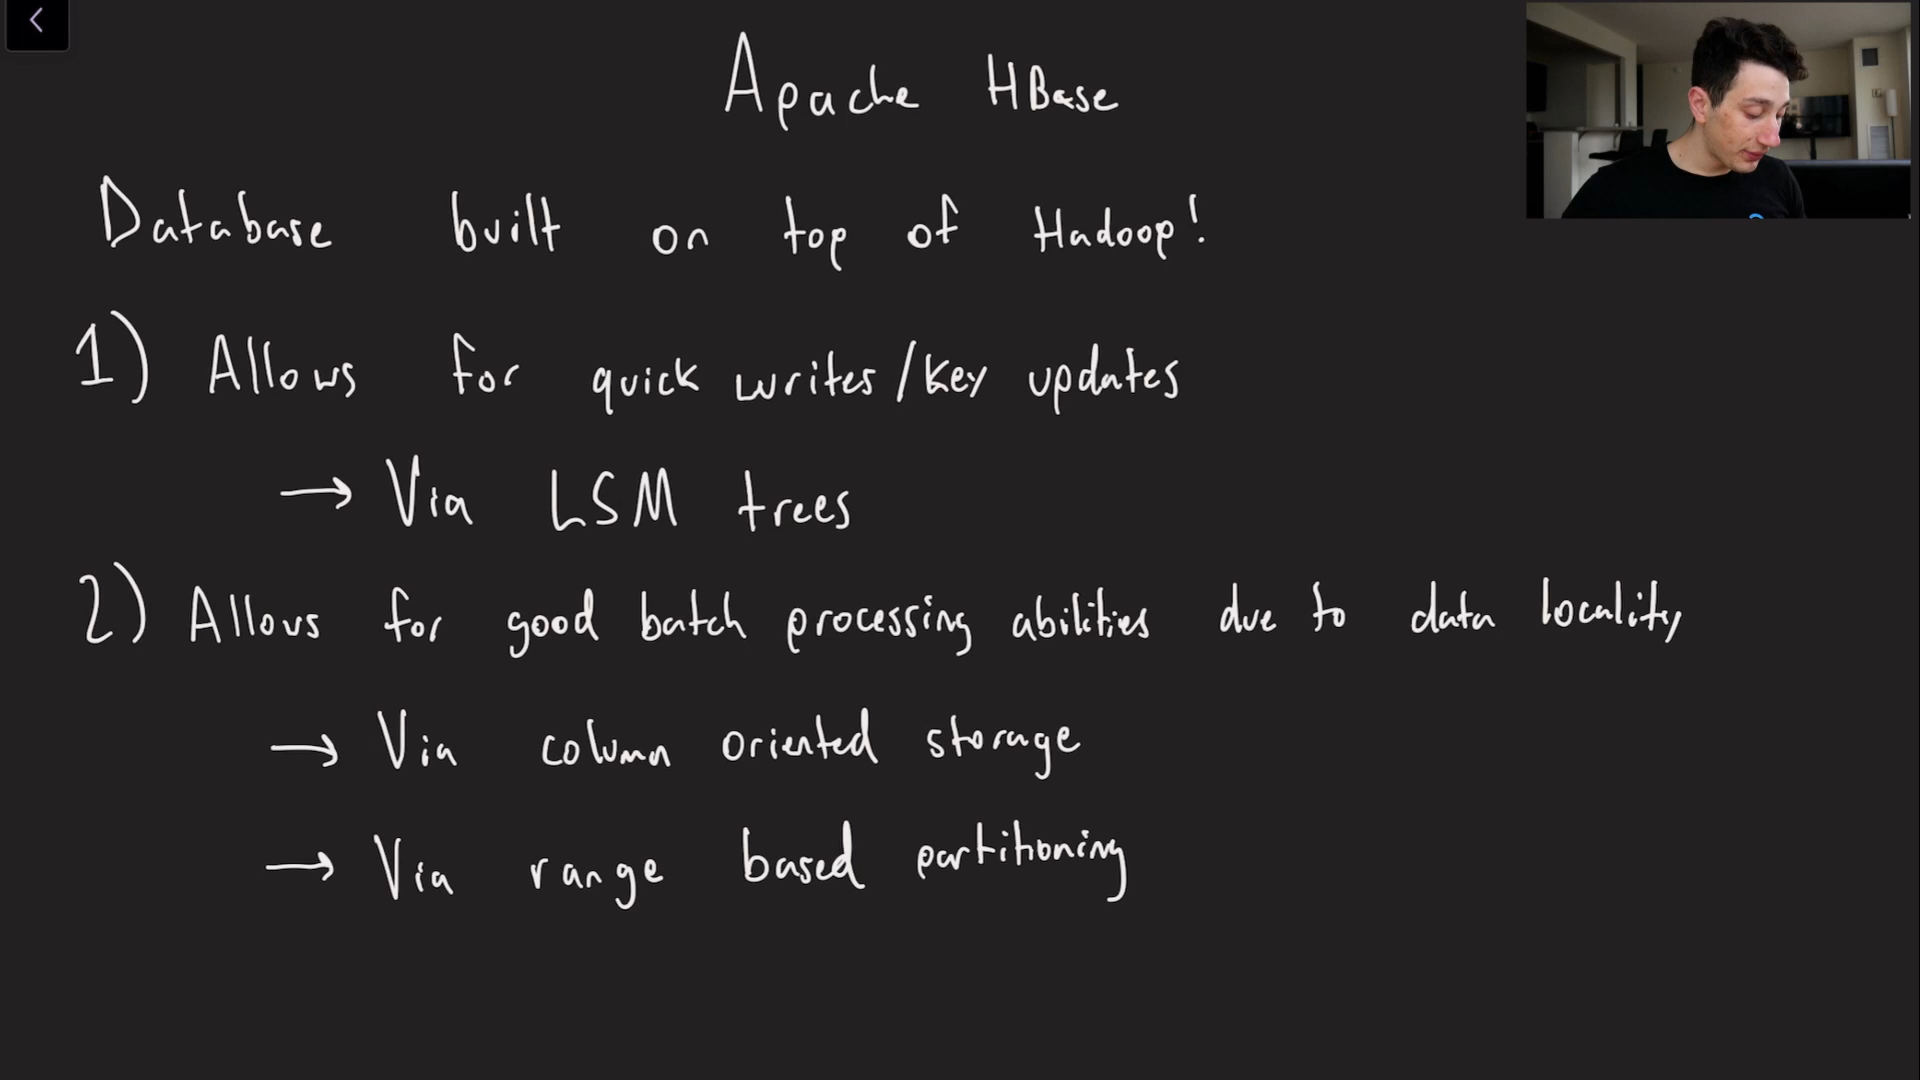 Apache HBase
Database built on top of Hadoop!
1) Allows for quick writes/key updates
→ Via LSM trees
2) Allows for good batch processing abilities due to data locality
→ Via column oriented storage
→ Via range based partitioning